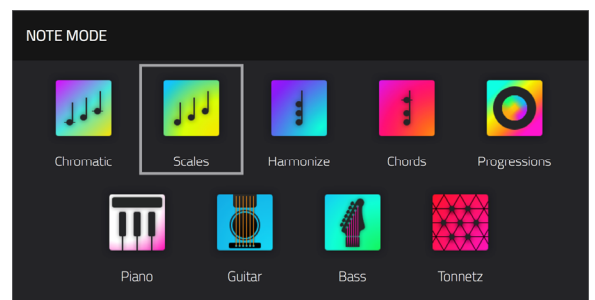 NOTE MODE
Chromatic Scales Harmonize Chords Progressions
Piano Guitar Bass Tonnetz